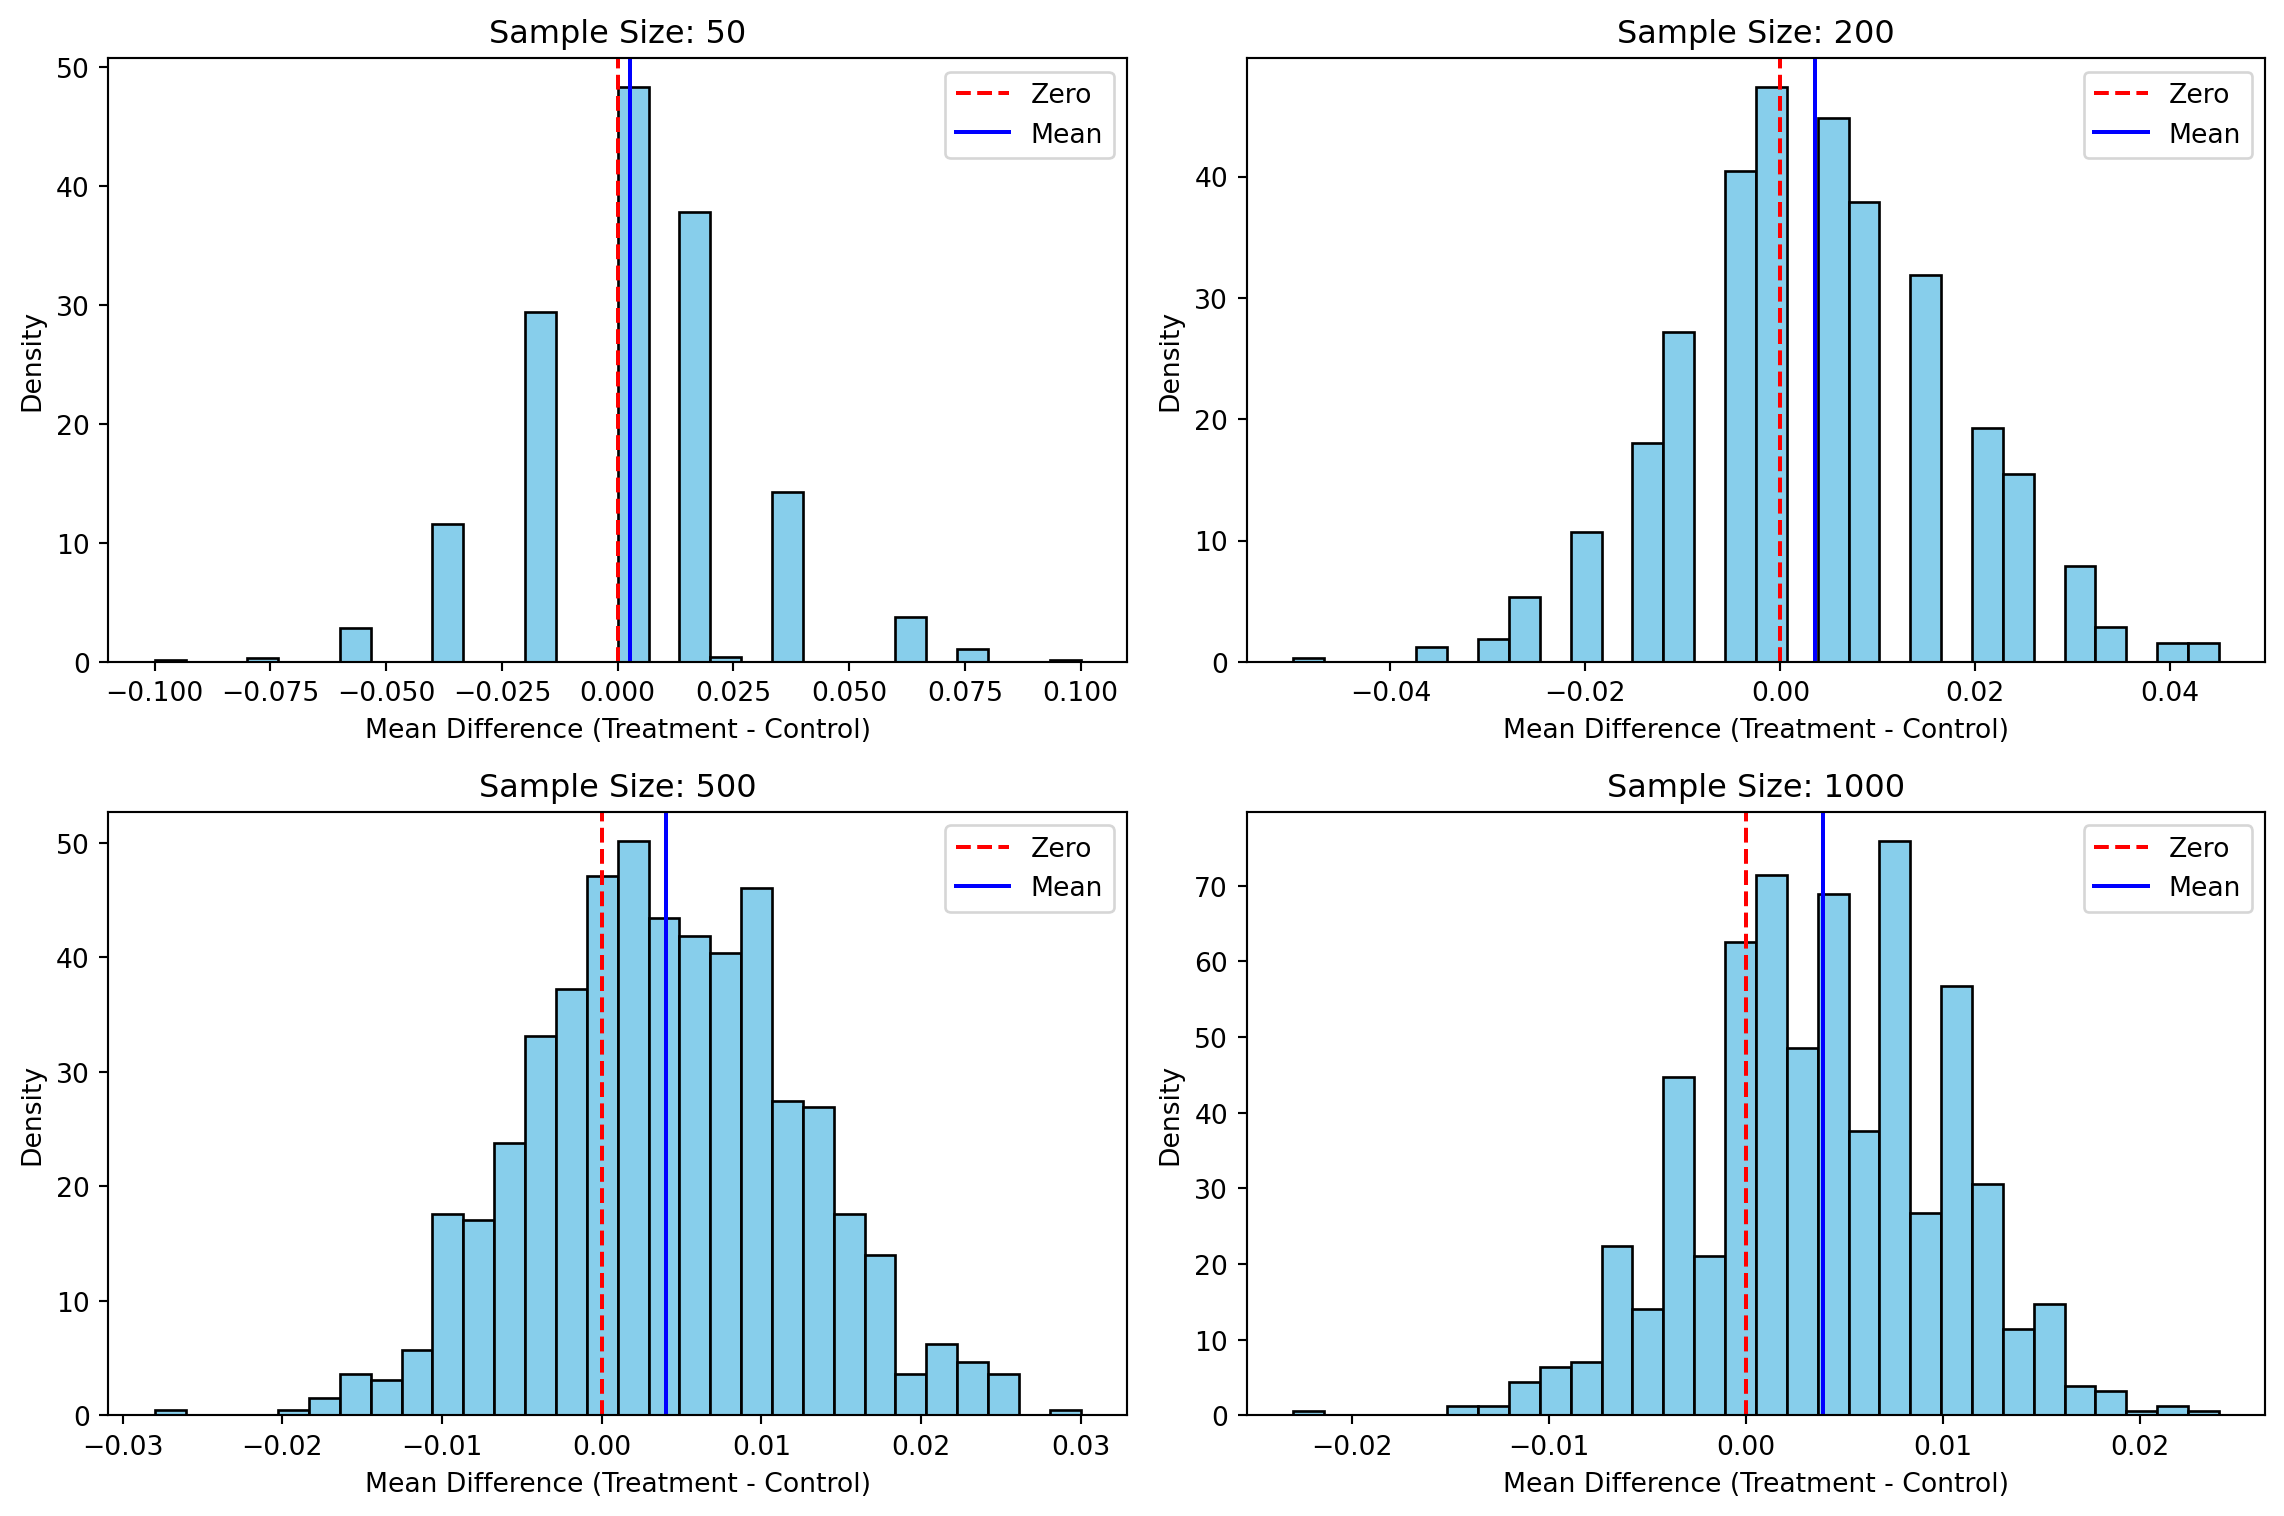 Sample Size: 50
50
40
30
20
10
0
Density
Zero
Mean
−0.100 −0.075 −0.050 −0.025 0.000 0.025 0.050 0.075 0.100
Mean Difference (Treatment - Control)
Sample Size: 200
40
30
20
10
0
Density
Zero
Mean
−0.04 −0.02 0.00 0.02 0.04
Mean Difference (Treatment - Control)
Sample Size: 500
50
40
30
20
10
0
Density
Zero
Mean
−0.03 −0.02 −0.01 0.00 0.01 0.02 0.03
Mean Difference (Treatment - Control)
Sample Size: 1000
70
60
50
40
30
20
10
0
Density
Zero
Mean
−0.02 −0.01 0.00 0.01 0.02
Mean Difference (Treatment - Control)